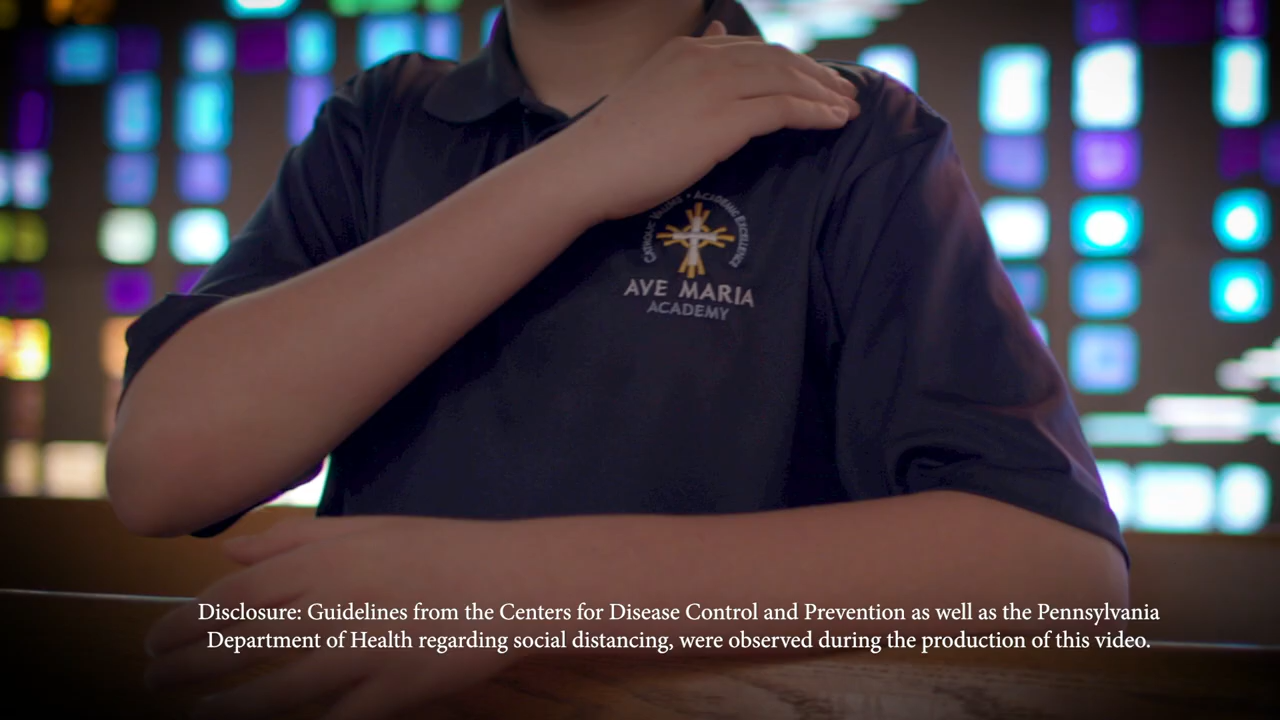 CATHOLIC VALUES • ACADEMIC EXCELLENCE
AVE MARIA
ACADEMY
Disclosure: Guidelines from the Centers for Disease Control and Prevention as well as the Pennsylvania
Department of Health regarding social distancing, were observed during the production of this video.